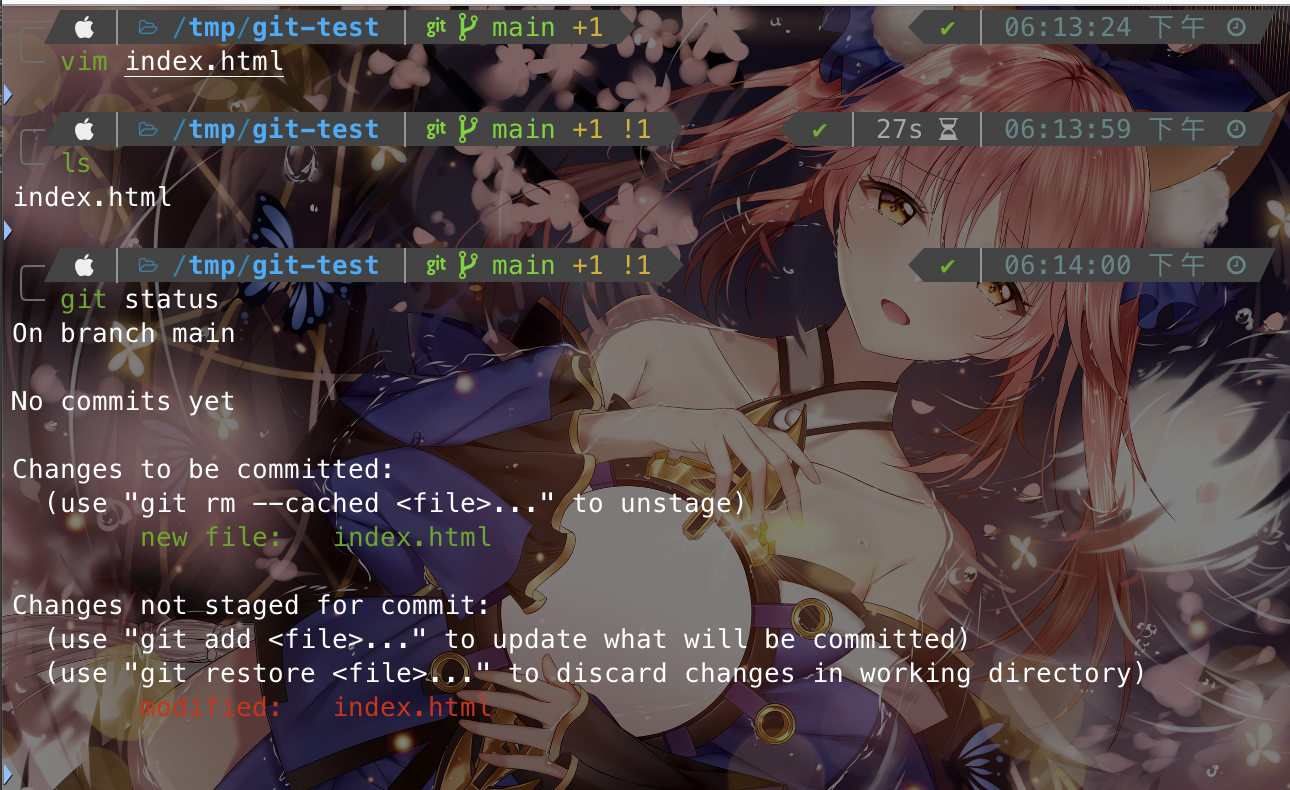 /tmp/git-test git main +1 ✔ 06:13:24 下午
vim index.html
/tmp/git-test git main +1 !1 ✔ 27s 06:13:59 下午
ls
index.html
/tmp/git-test git main +1 !1 ✔ 06:14:00 下午
git status
On branch main
No commits yet
Changes to be committed:
(use "git rm --cached <file>..." to unstage)
new file: index.html
Changes not staged for commit:
(use "git add <file>..." to update what will be committed)
(use "git restore <file>..." to discard changes in working directory)
modified: index.html